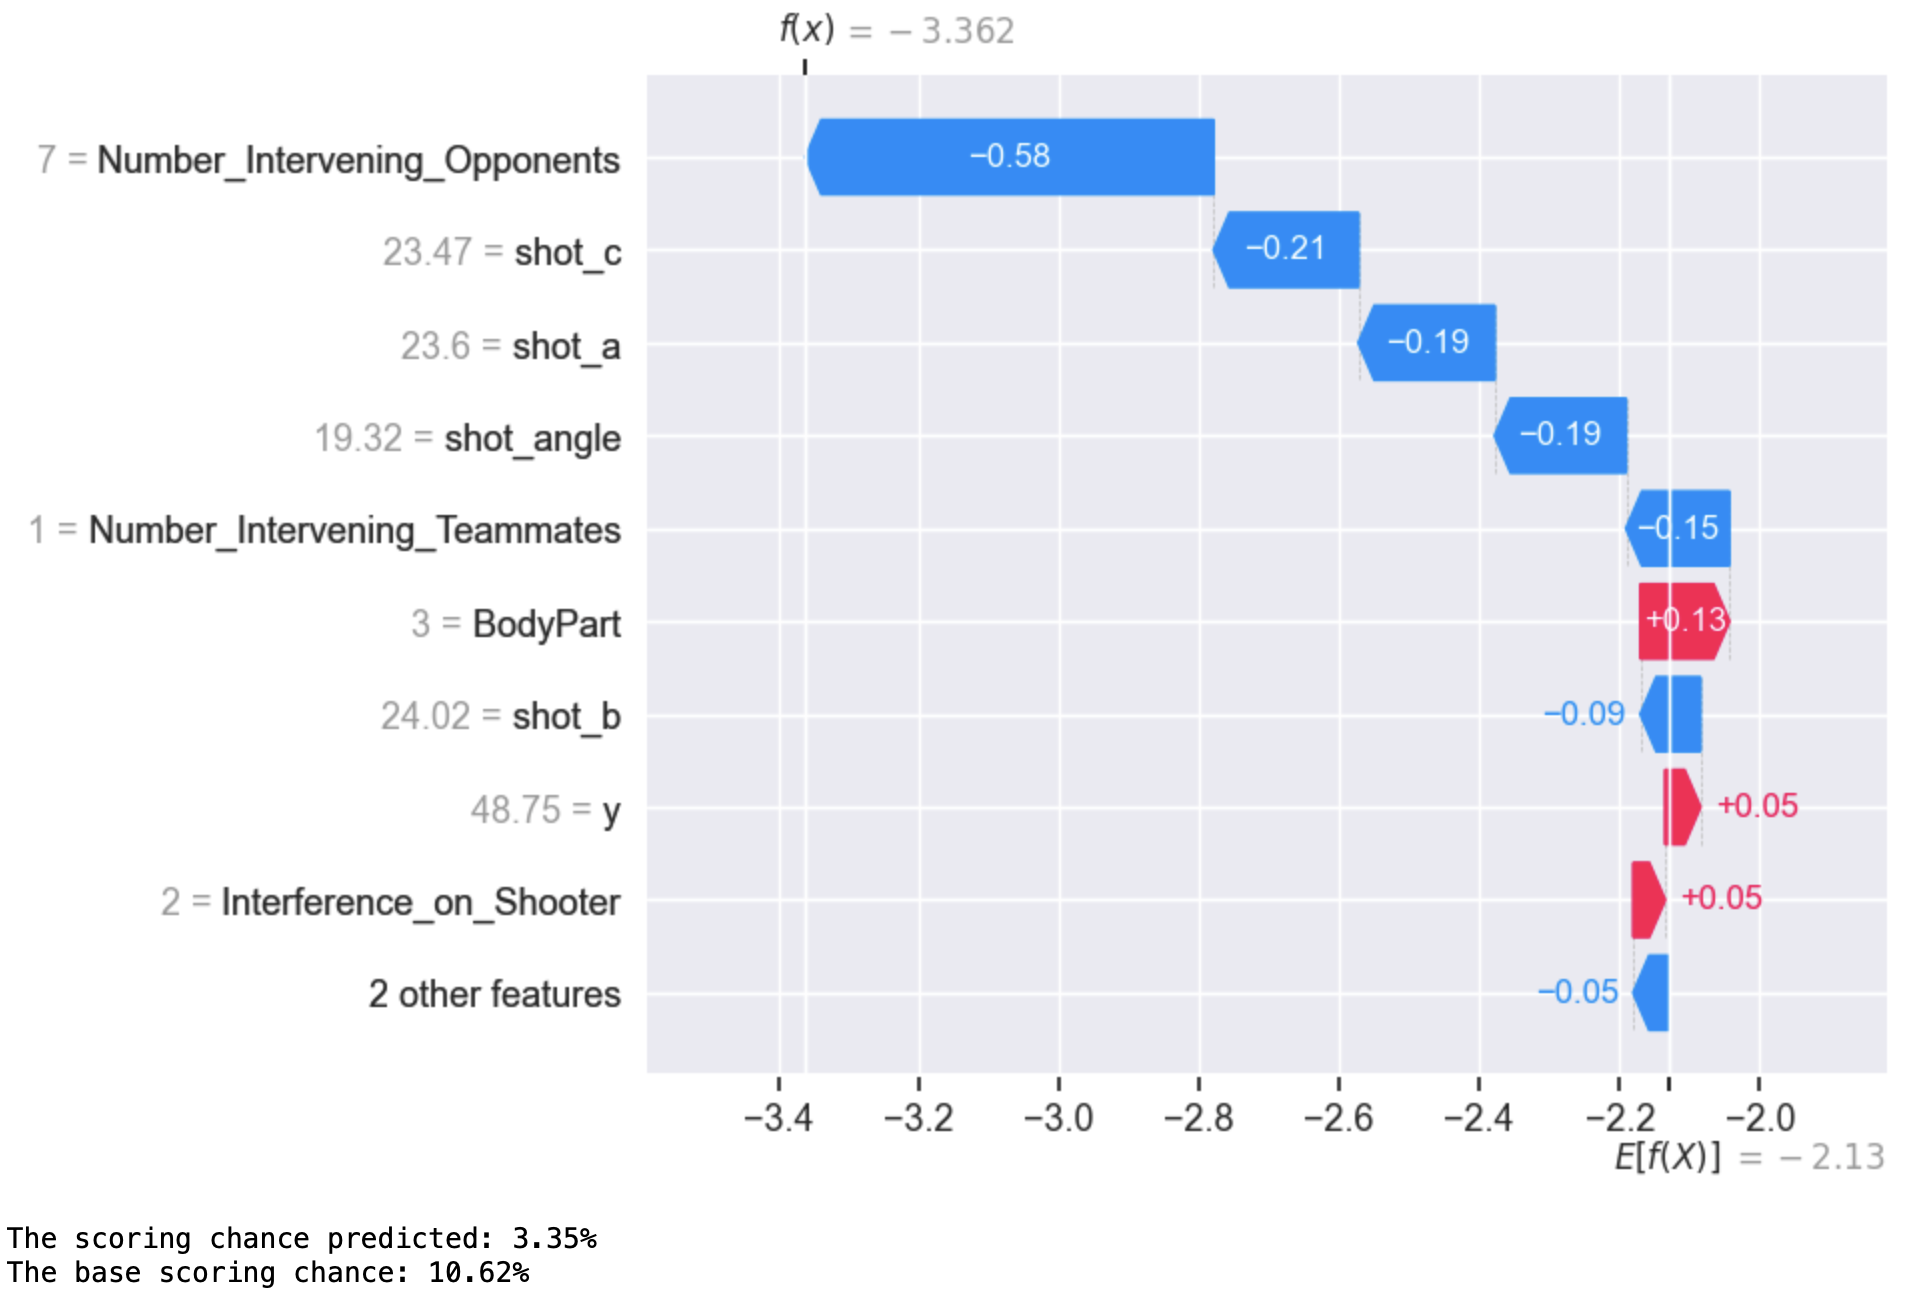 f(x) = − 3.362
7 = Number_Intervening_Opponents −0.58
23.47 = shot_c −0.21
23.6 = shot_a −0.19
19.32 = shot_angle −0.19
1 = Number_Intervening_Teammates −0.15
3 = BodyPart +0.13
24.02 = shot_b −0.09
48.75 = y +0.05
2 = Interference_on_Shooter +0.05
2 other features −0.05
−3.4 −3.2 −3.0 −2.8 −2.6 −2.4 −2.2 −2.0
E[f(X)] = − 2.13
The scoring chance predicted: 3.35%
The base scoring chance: 10.62%